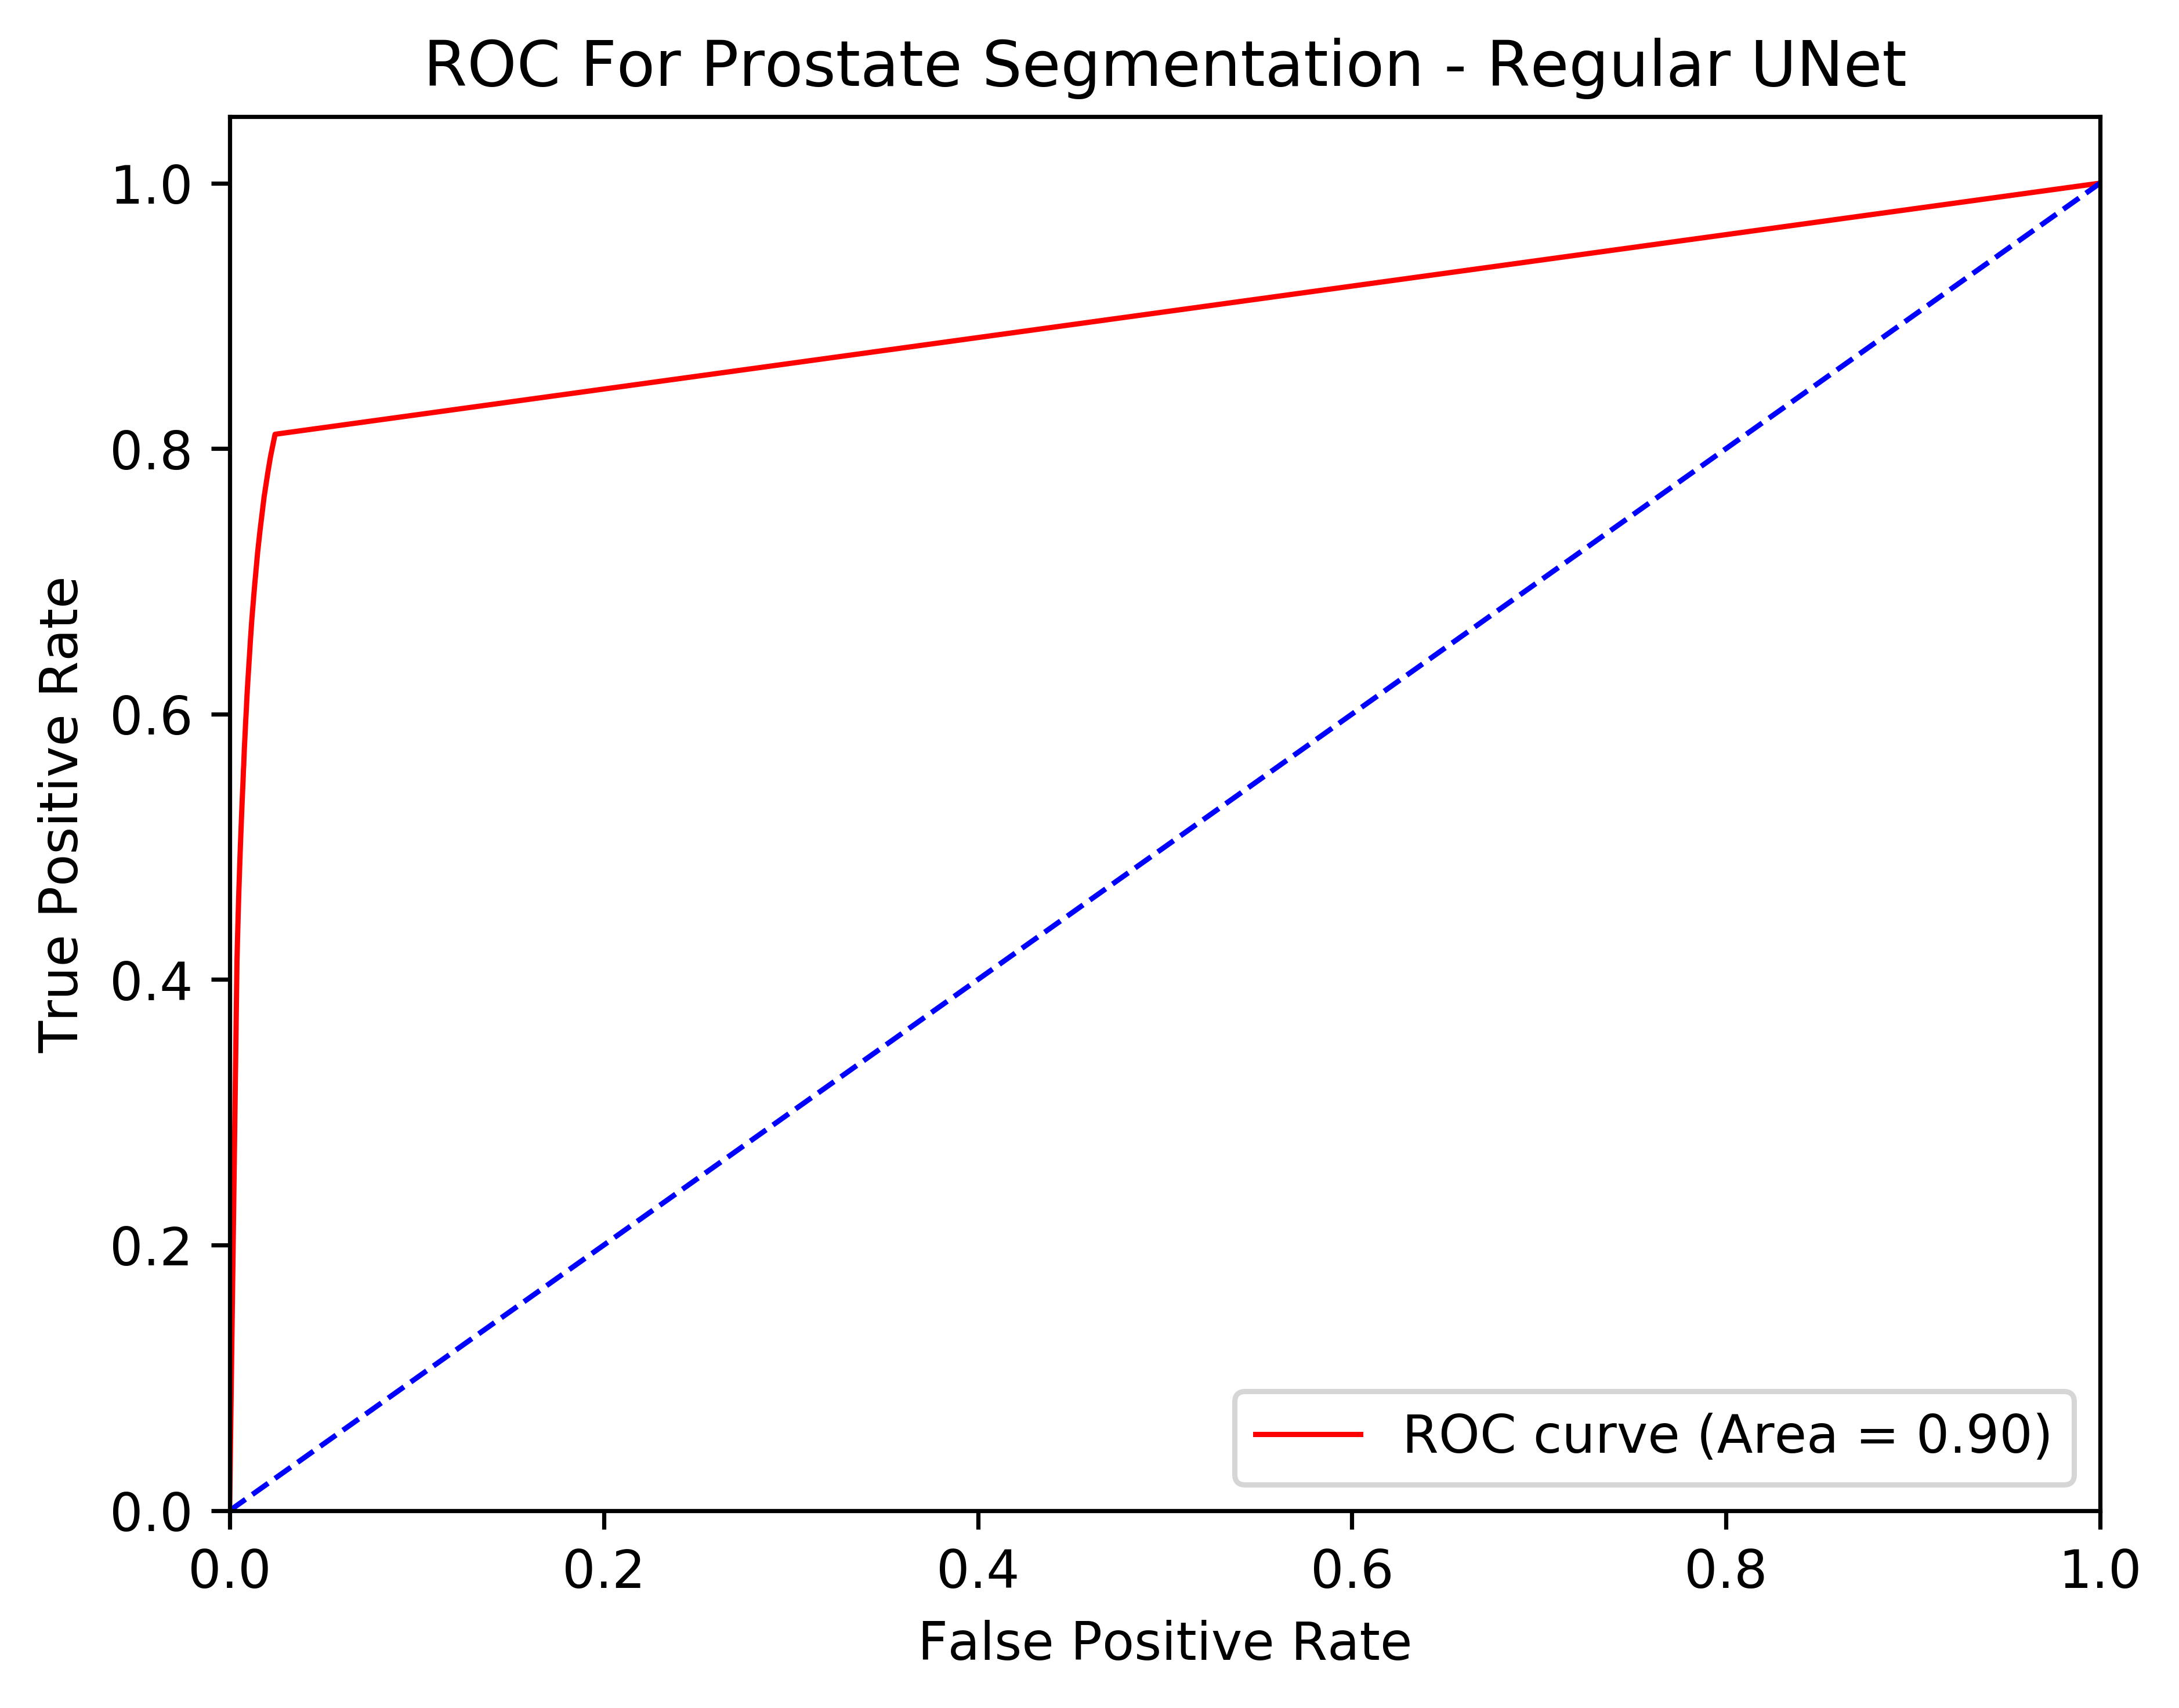 ROC For Prostate Segmentation - Regular UNet
1.0
0.8
0.6
0.4
0.2
0.0
True Positive Rate
ROC curve (Area = 0.90)
0.0 0.2 0.4 0.6 0.8 1.0
False Positive Rate